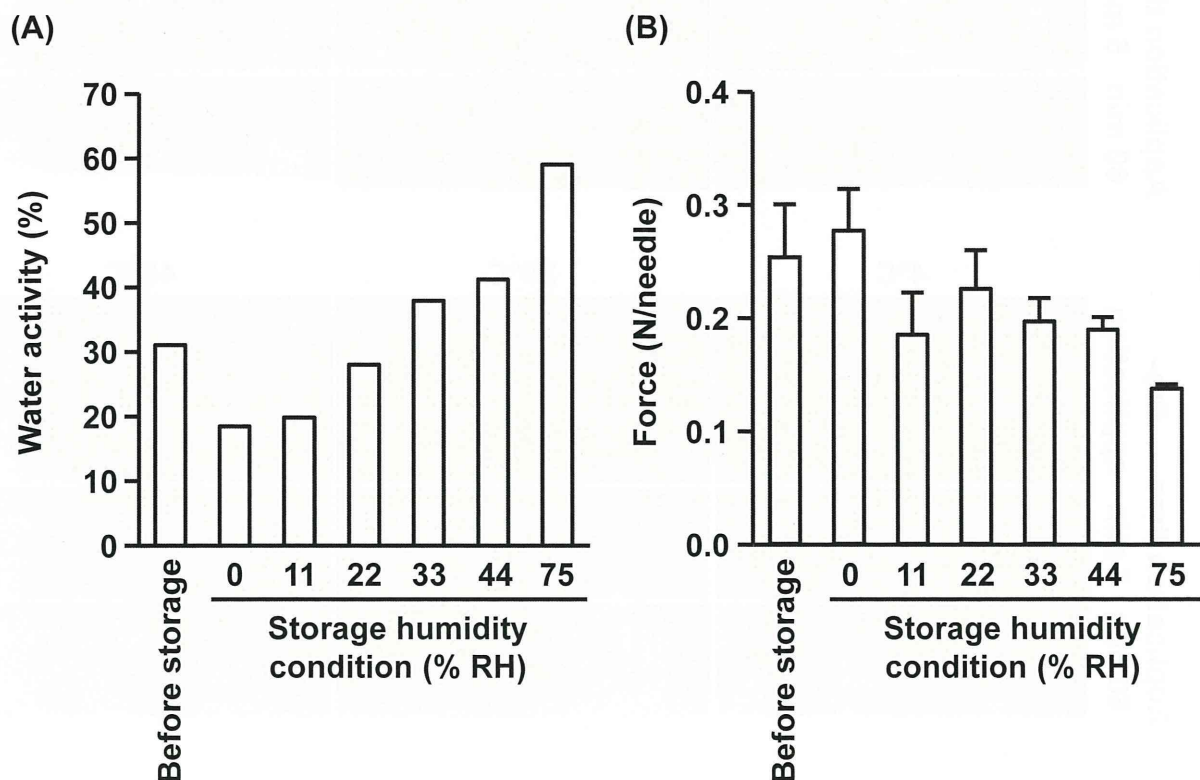 (A)
Water activity (%)
70
60
50
40
30
20
10
0
Before storage
0 11 22 33 44 75
Storage humidity
condition (% RH)
(B)
Force (N/needle)
0.4
0.3
0.2
0.1
0.0
Before storage
0 11 22 33 44 75
Storage humidity
condition (% RH)